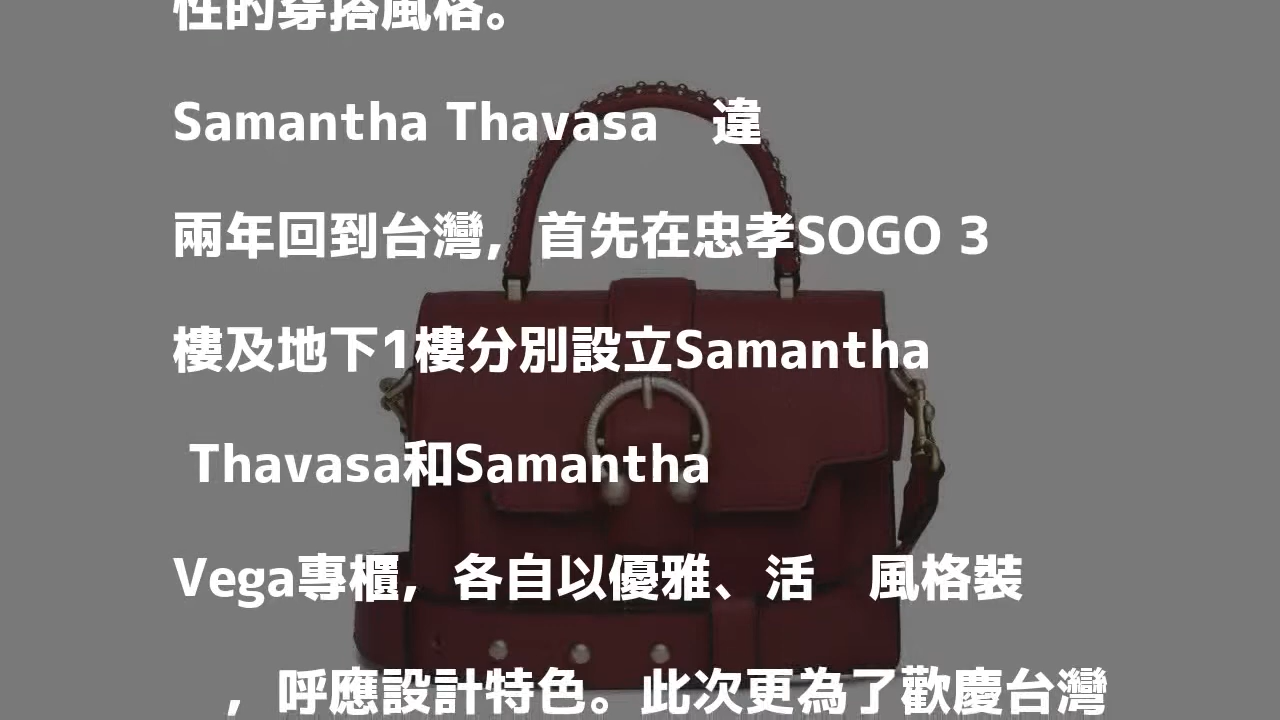 性的穿搭風格。
Samantha Thavasa　違
兩年回到台灣，首先在忠孝SOGO 3
樓及地下1樓分別設立Samantha
Thavasa和Samantha
Vega專櫃，各自以優雅、活　風格裝
　，呼應設計特色。此次更為了歡慶台灣